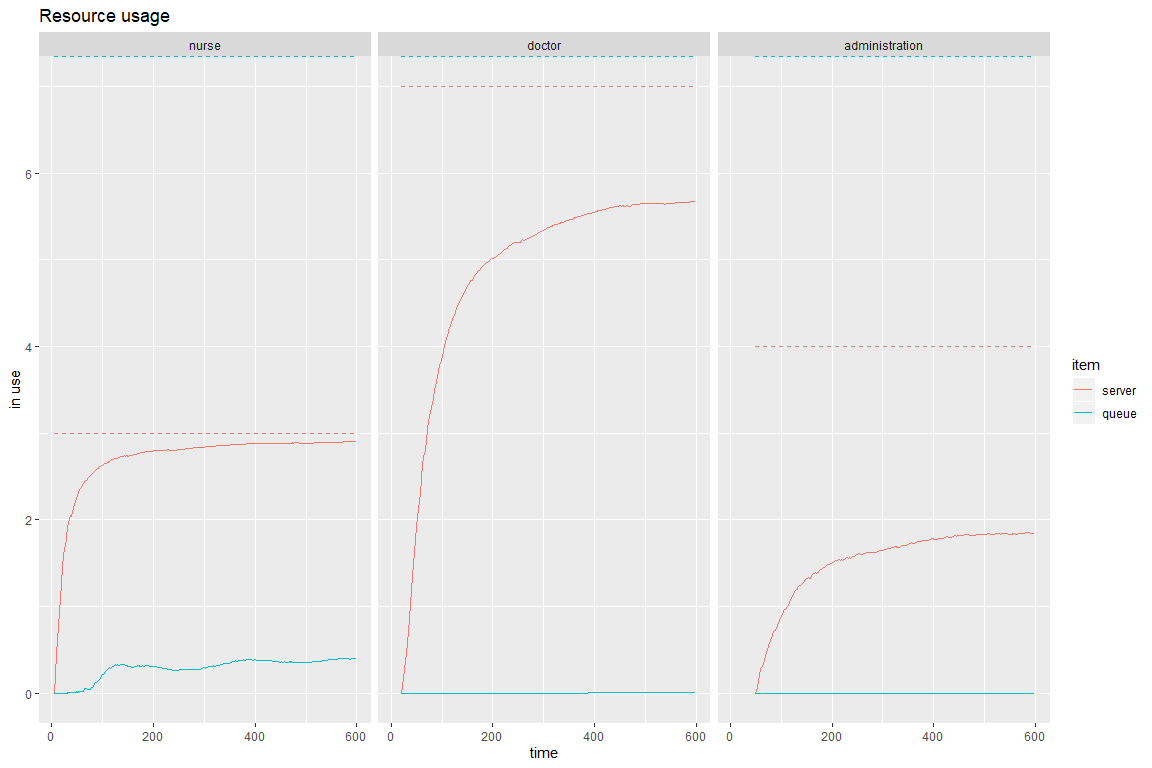 Resource usage
nurse doctor administration
6
4
2
0
in use
0 200 400 600 0 200 400 600 0 200 400 600
time
item
server
queue